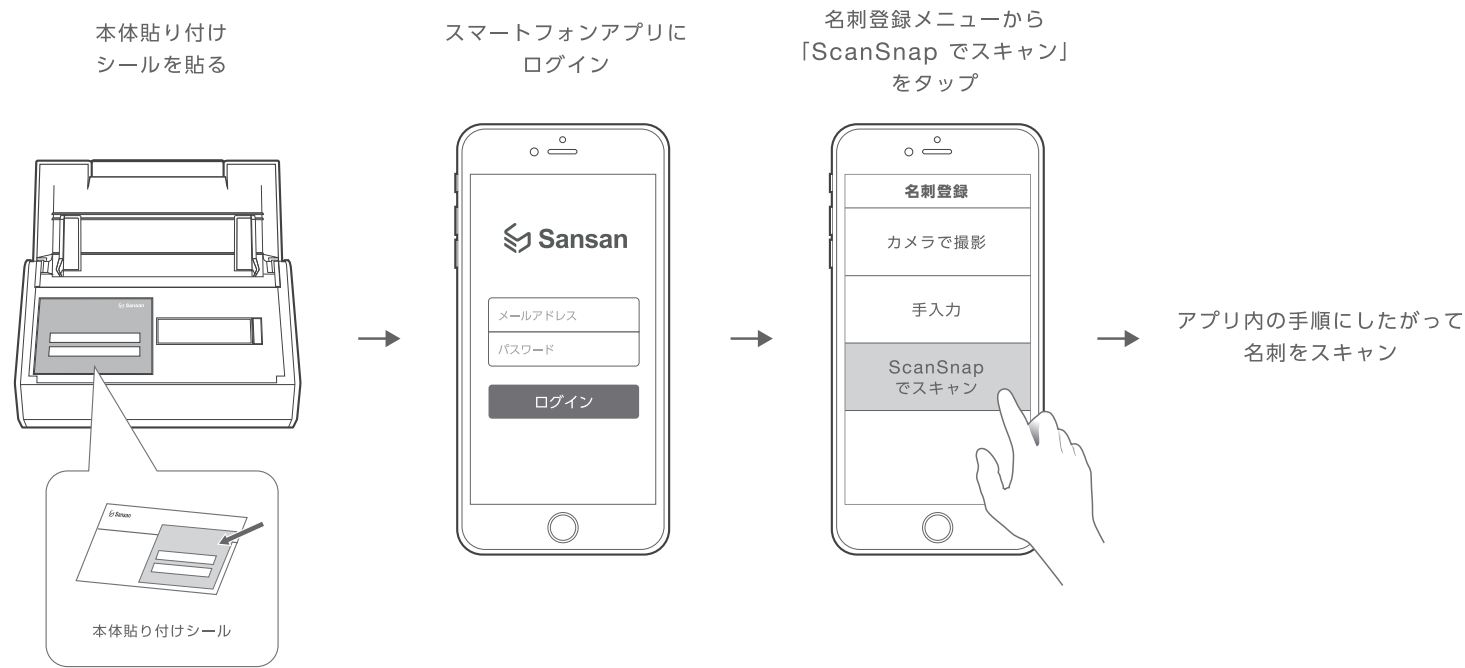 本体貼り付け
シールを貼る
Sansan
Sansan
本体貼り付けシール
スマートフォンアプリに
ログイン
Sansan
メールアドレス
パスワード
ログイン
名刺登録メニューから
「ScanSnap でスキャン」
をタップ
名刺登録
カメラで撮影
手入力
ScanSnap
でスキャン
アプリ内の手順にしたがって
名刺をスキャン